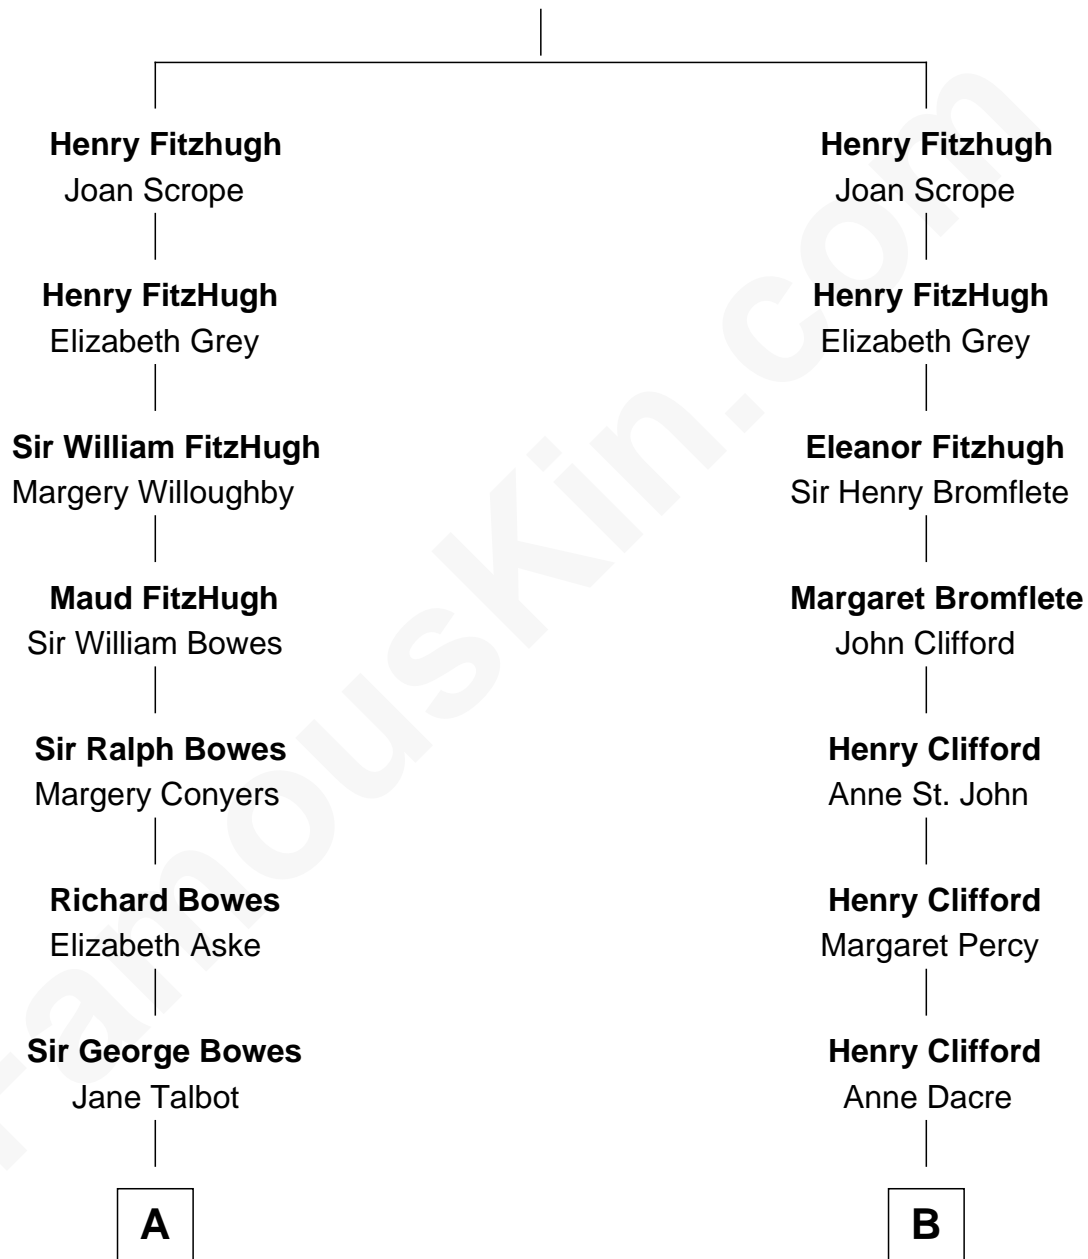 Henry Fitzhugh
Joan Scrope
Henry FitzHugh
Elizabeth Grey
Sir William FitzHugh
Margery Willoughby
Maud FitzHugh
Sir William Bowes
Sir Ralph Bowes
Margery Conyers
Richard Bowes
Elizabeth Aske
Sir George Bowes
Jane Talbot
A
Henry Fitzhugh
Joan Scrope
Henry FitzHugh
Elizabeth Grey
Eleanor Fitzhugh
Sir Henry Bromflete
Margaret Bromflete
John Clifford
Henry Clifford
Anne St. John
Henry Clifford
Margaret Percy
Henry Clifford
Anne Dacre
B
FamousKin.com